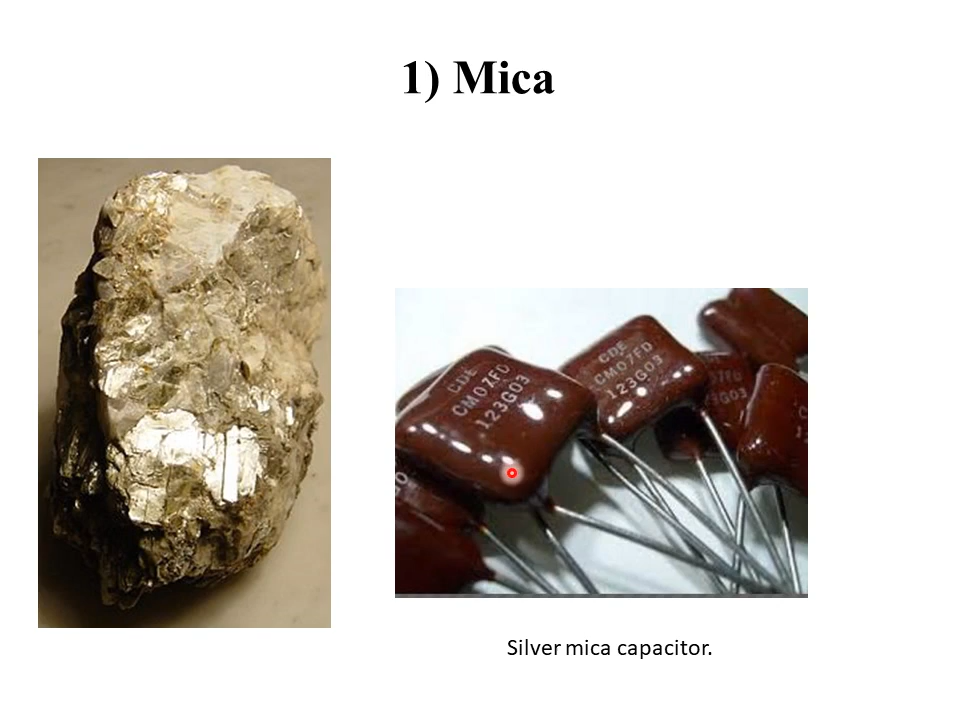 1) Mica
CDE
CM07FD
123G03
CDE
CM07FD
123G03
Silver mica capacitor.